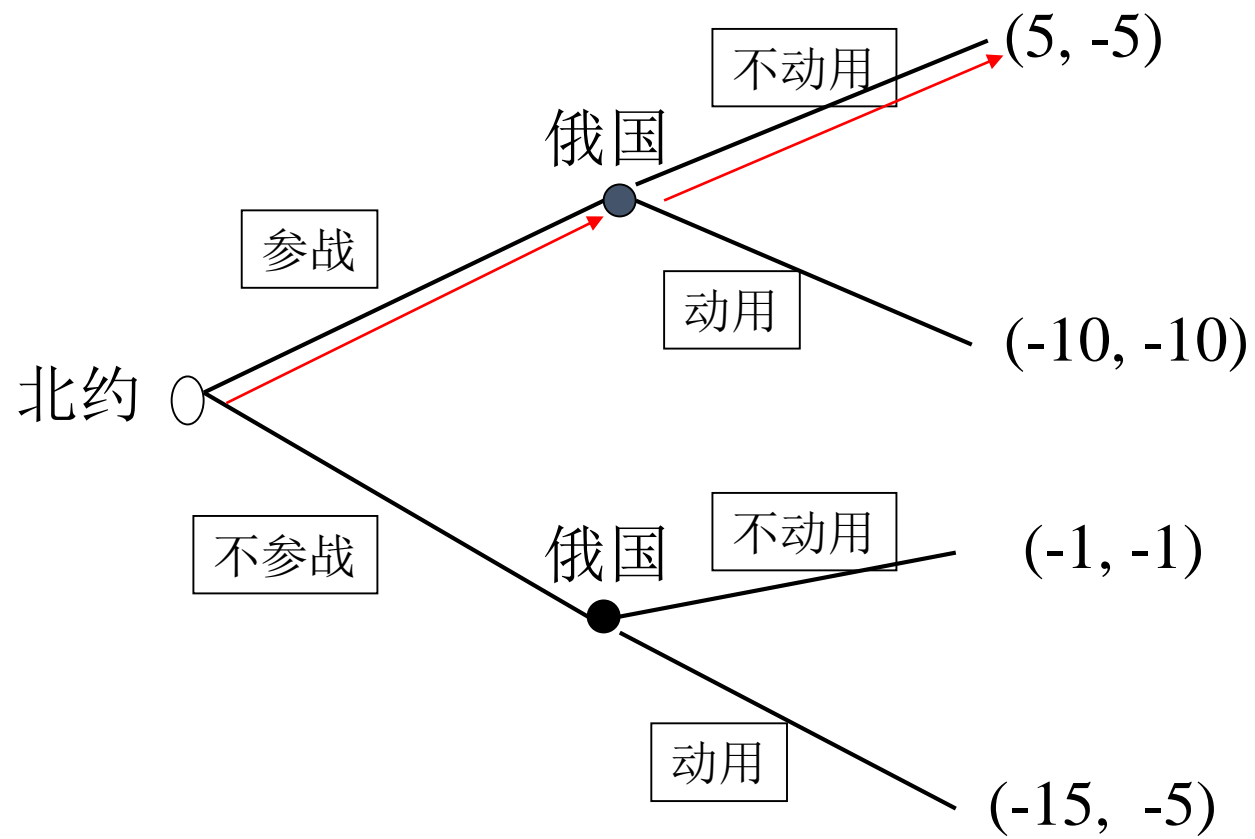 不动用
(5, -5)
俄国
参战
动用
(-10, -10)
北约
不参战
俄国
不动用
(-1, -1)
动用
(-15, -5)